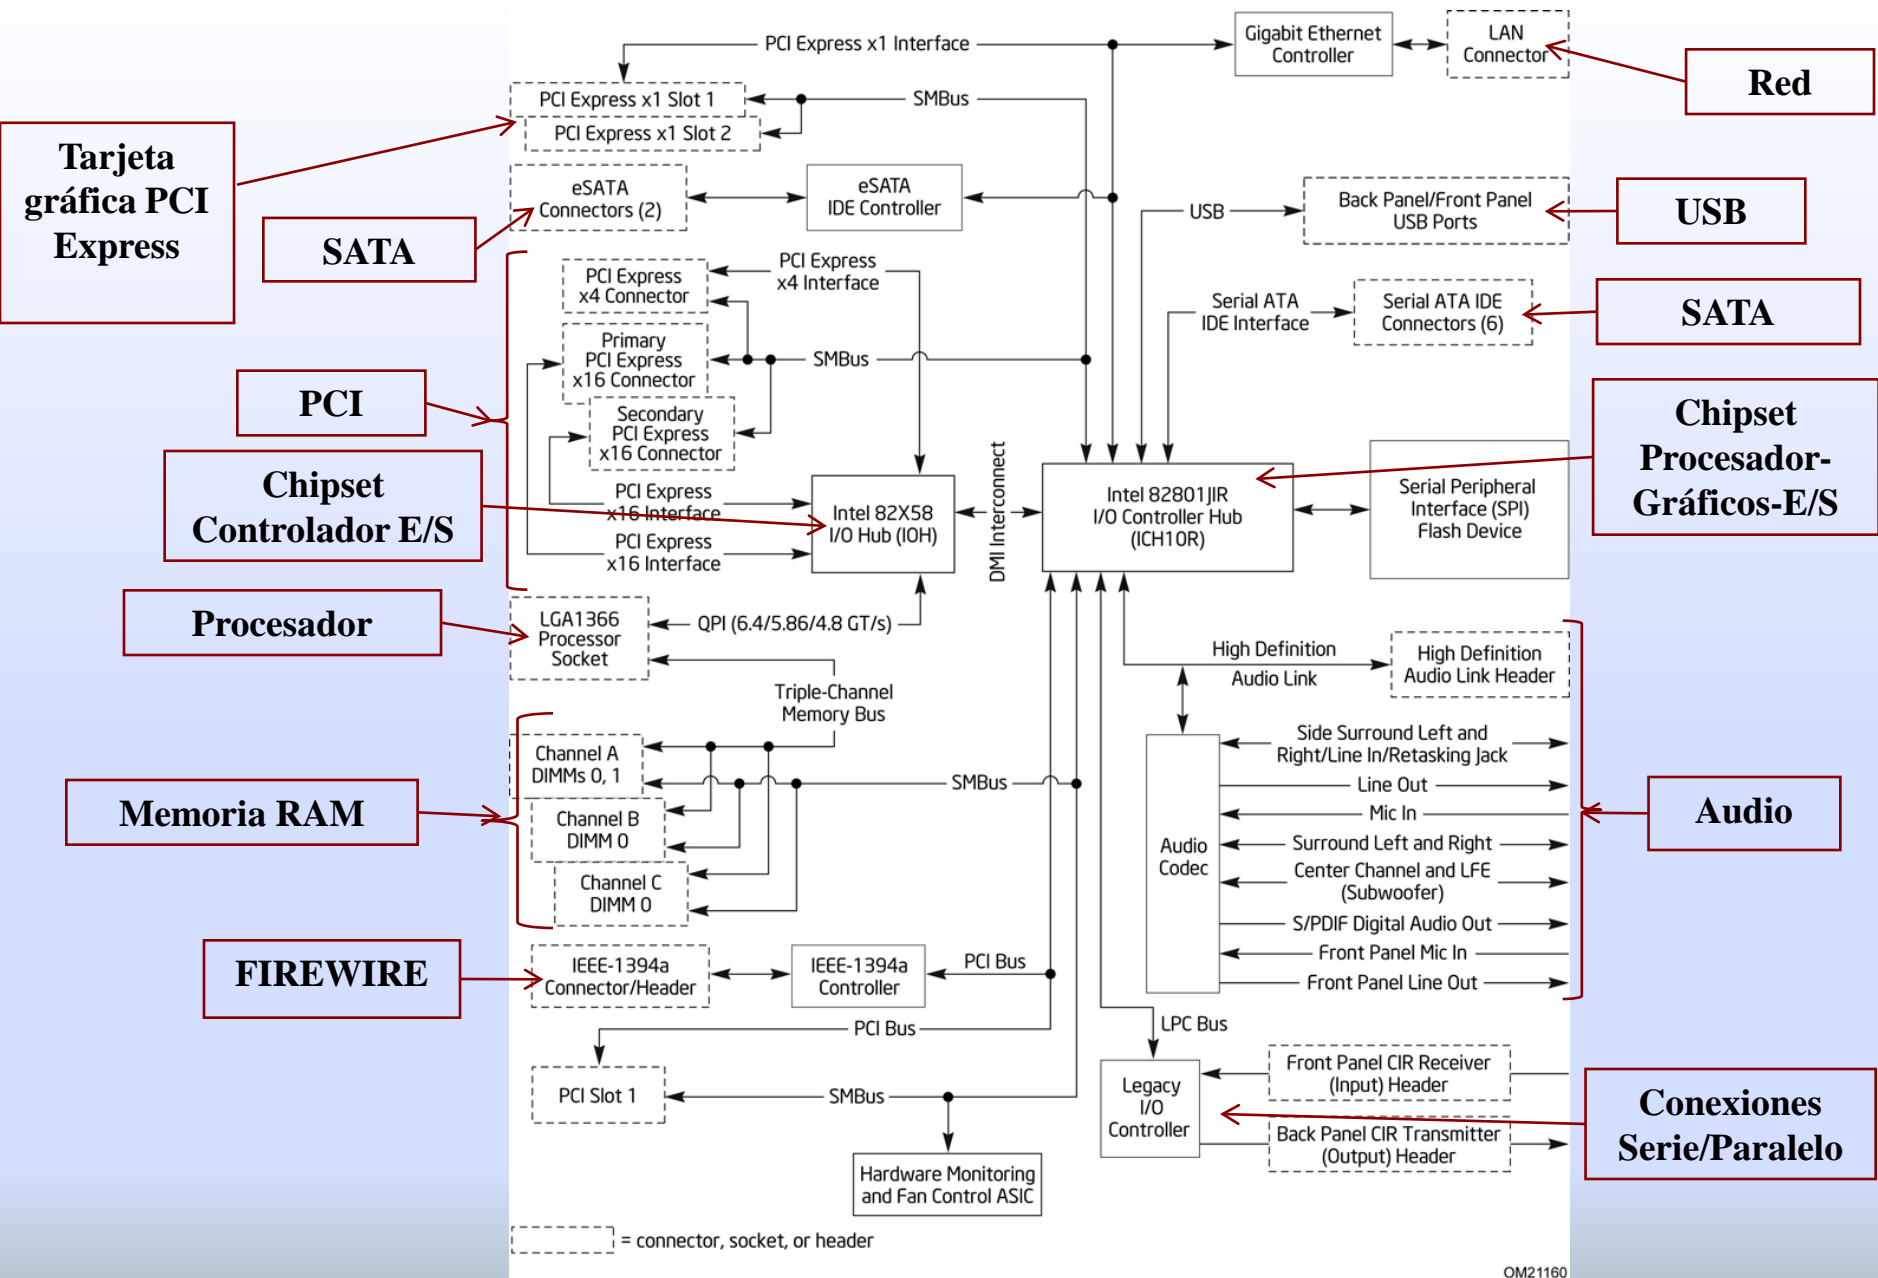 PCI Express x1 Interface
Gigabit Ethernet
Controller
LAN
Connector
Red
PCI Express x1 Slot 1
SMBus
PCI Express x1 Slot 2
Tarjeta
gráfica PCI
Express
eSATA
Connectors (2)
eSATA
IDE Controller
USB
Back Panel/Front Panel
USB Ports
USB
SATA
PCI Express
x4 Connector
PCI Express
x4 Interface
Serial ATA
IDE Interface
Serial ATA IDE
Connectors (6)
SATA
Primary
PCI Express
x16 Connector
SMBus
PCI
Secondary
PCI Express
x16 Connector
Chipset
Procesador-
Gráficos-E/S
Chipset
Controlador E/S
PCI Express
x16 Interface
PCI Express
x16 Interface
Intel 82X58
I/O Hub (IOH)
DMI Interconnect
Intel 82801JIR
I/O Controller Hub
(ICH10R)
Serial Peripheral
Interface (SPI)
Flash Device
Procesador
LGA1366
Processor
Socket
QPI (6.4/5.86/4.8 GT/s)
High Definition
Audio Link
High Definition
Audio Link Header
Triple-Channel
Memory Bus
Channel A
DIMMs 0, 1
SMBus
Memoria RAM
Channel B
DIMM 0
Channel C
DIMM 0
Audio
Codec
Side Surround Left and
Right/Line In/Retasking Jack
Line Out
Mic In
Surround Left and Right
Center Channel and LFE
(Subwoofer)
S/PDIF Digital Audio Out
Front Panel Mic In
Front Panel Line Out
Audio
FIREWIRE
IEEE-1394a
Connector/Header
IEEE-1394a
Controller
PCI Bus
PCI Bus
LPC Bus
PCI Slot 1
SMBus
Legacy
I/O
Controller
Front Panel CIR Receiver
(Input) Header
Back Panel CIR Transmitter
(Output) Header
Conexiones
Serie/Paralelo
Hardware Monitoring
and Fan Control ASIC
= connector, socket, or header
OM21160